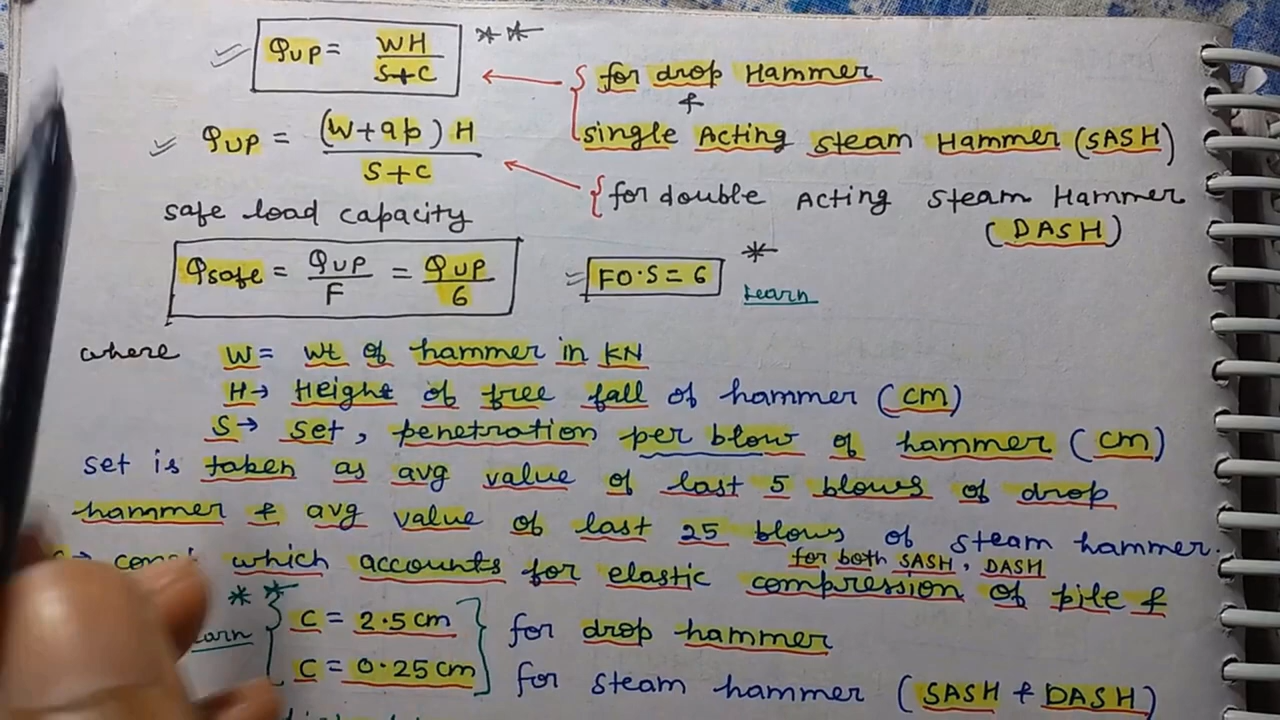 Qup = WH / S+C **
{ for drop Hammer
&
single Acting steam Hammer (SASH)
Qup = (W+ap) H / S+C
{ for double Acting steam Hammer
(DASH)
safe load capacity
Qsafe = Qup / F = Qup / 6
FO.S = 6 *
Learn
where W = wt of hammer in KN
H → Height of free fall of hammer (cm)
S → set, penetration per blow of hammer (cm)
set is taken as avg value of last 5 blows of drop
hammer & avg value of last 25 blows of steam hammer.
for both SASH, DASH
which accounts for elastic compression of pile &
**
{ C = 2.5 cm } for drop hammer
C = 0.25 cm for steam hammer (SASH & DASH)